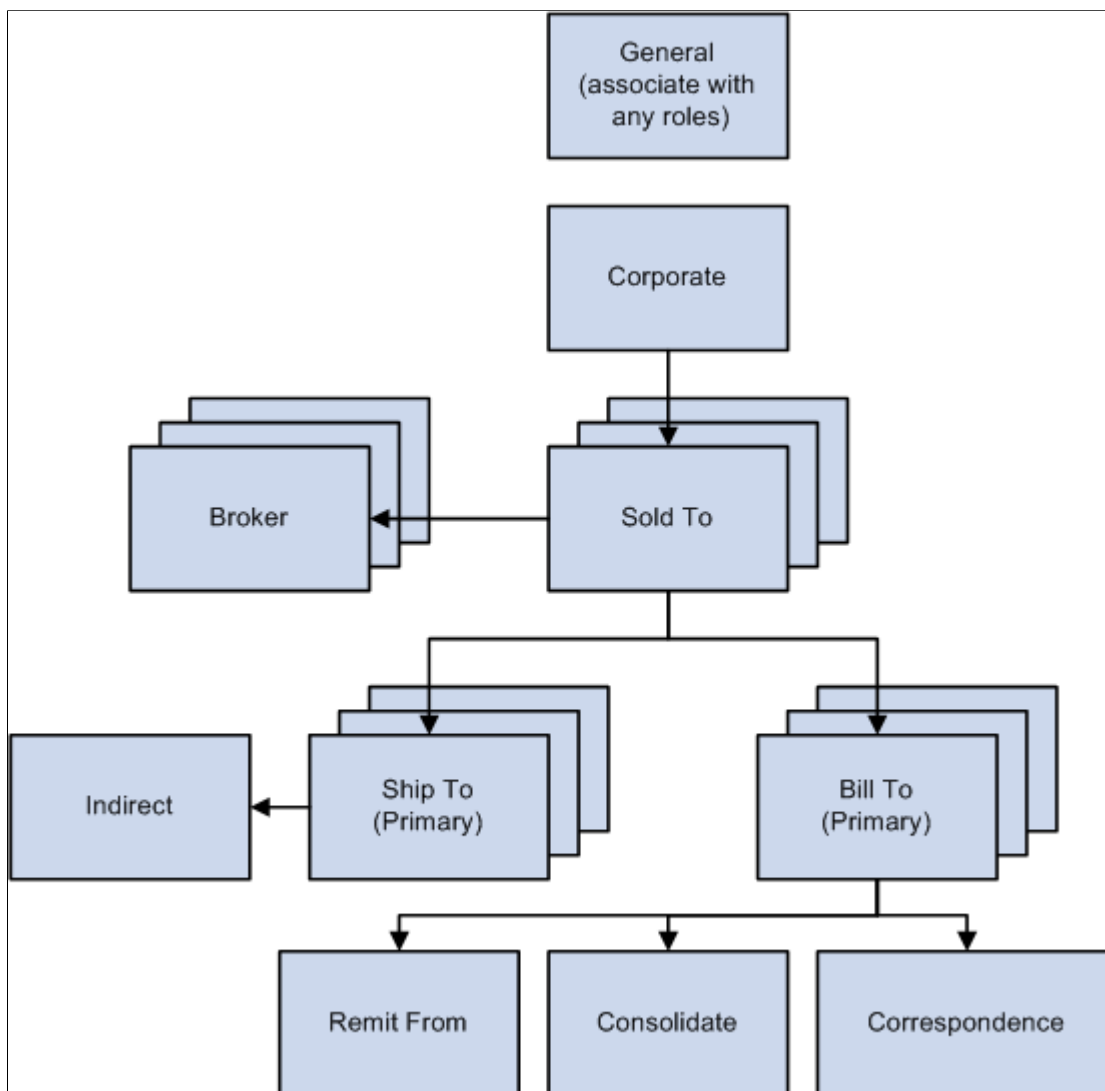 General
(associate with
any roles)
Corporate
Broker
Sold To
Indirect
Ship To
(Primary)
Bill To
(Primary)
Remit From
Consolidate
Correspondence